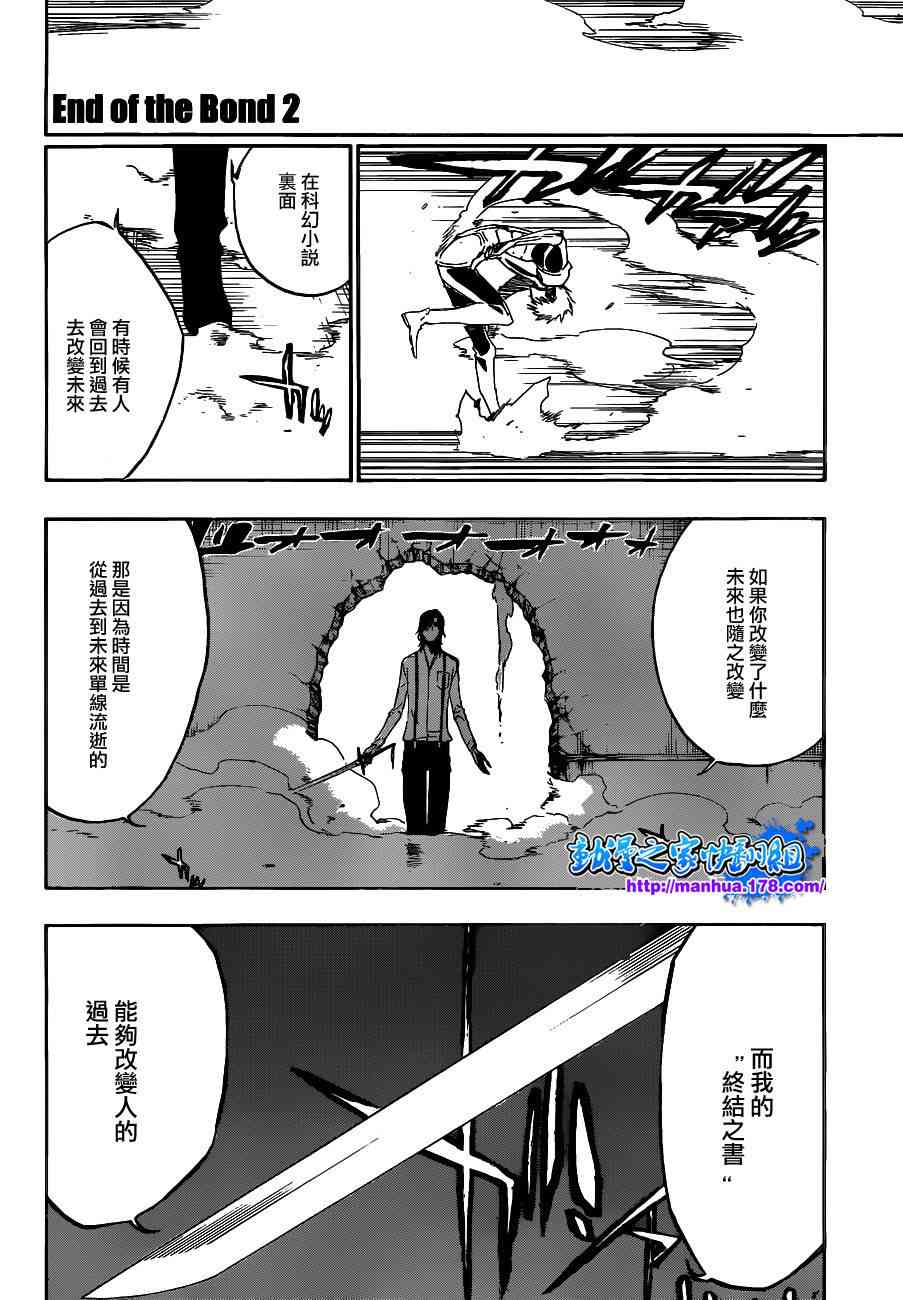 End of the Bond 2
在科幻小說
裏面
有時候有人
會回到過去
去改變未來
如果你改變了什麼
未來也隨之改變
那是因為時間是
從過去到未來單線流逝的
動漫之家快翻組
http://manhua.178.com/
而我的
”終結之書“
能夠改變人的
過去